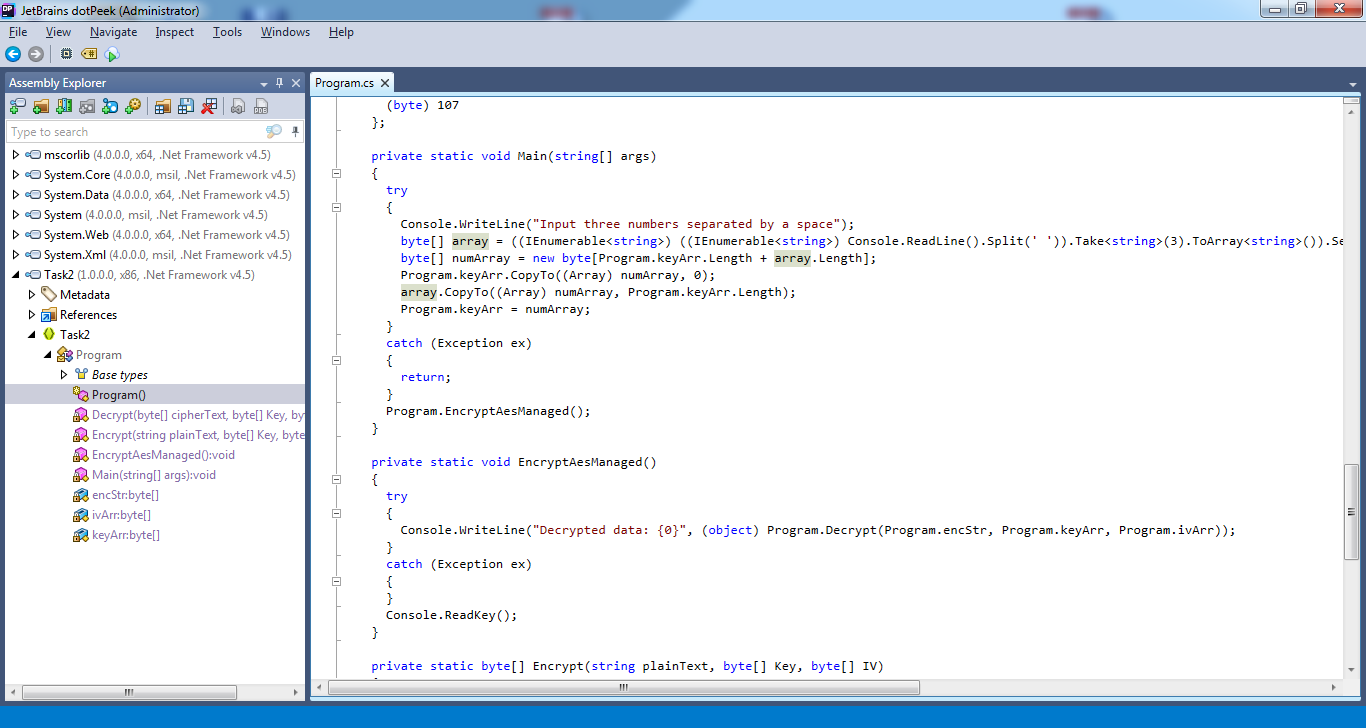 JetBrains dotPeek (Administrator)
File View Navigate Inspect Tools Windows Help
Assembly Explorer
Type to search
mscorlib (4.0.0.0, x64, .Net Framework v4.5)
System.Core (4.0.0.0, msil, .Net Framework v4.5)
System.Data (4.0.0.0, x64, .Net Framework v4.5)
System (4.0.0.0, msil, .Net Framework v4.5)
System.Web (4.0.0.0, x64, .Net Framework v4.5)
System.Xml (4.0.0.0, msil, .Net Framework v4.5)
Task2 (1.0.0.0, x86, .Net Framework v4.5)
Metadata
References
Task2
Program
Base types
Program()
Decrypt(byte[] cipherText, byte[] Key, by
Encrypt(string plainText, byte[] Key, byte
EncryptAesManaged():void
Main(string[] args):void
encStr:byte[]
ivArr:byte[]
keyArr:byte[]
Program.cs
(byte) 107
};
private static void Main(string[] args)
{
try
{
Console.WriteLine("Input three numbers separated by a space");
byte[] array = ((IEnumerable<string>) ((IEnumerable<string>) Console.ReadLine().Split(' ')).Take<string>(3).ToArray<string>()).Se
byte[] numArray = new byte[Program.keyArr.Length + array.Length];
Program.keyArr.CopyTo((Array) numArray, 0);
array.CopyTo((Array) numArray, Program.keyArr.Length);
Program.keyArr = numArray;
}
catch (Exception ex)
{
return;
}
Program.EncryptAesManaged();
}
private static void EncryptAesManaged()
{
try
{
Console.WriteLine("Decrypted data: {0}", (object) Program.Decrypt(Program.encStr, Program.keyArr, Program.ivArr));
}
catch (Exception ex)
{
}
Console.ReadKey();
}
private static byte[] Encrypt(string plainText, byte[] Key, byte[] IV)